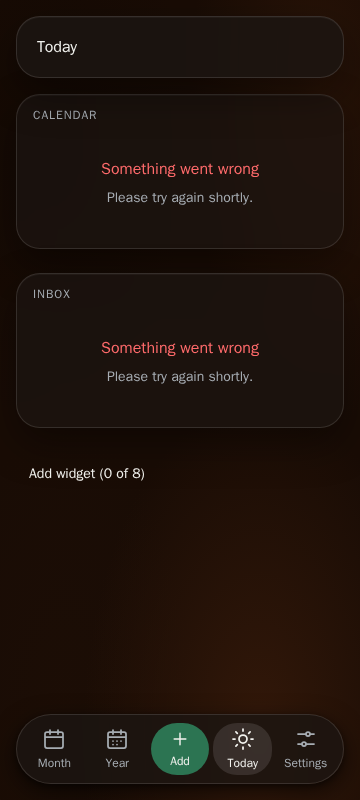 Today
CALENDAR
Something went wrong
Please try again shortly.
INBOX
Something went wrong
Please try again shortly.
Add widget (0 of 8)
Month
Year
Add
Today
Settings